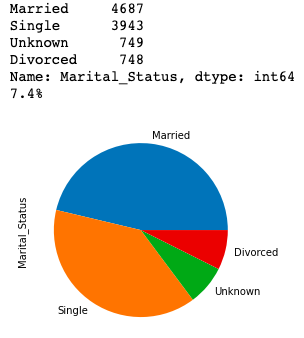 Married 4687
Single 3943
Unknown 749
Divorced 748
Name: Marital_Status, dtype: int64
7.4%
Married
Marital_Status
Divorced
Unknown
Single